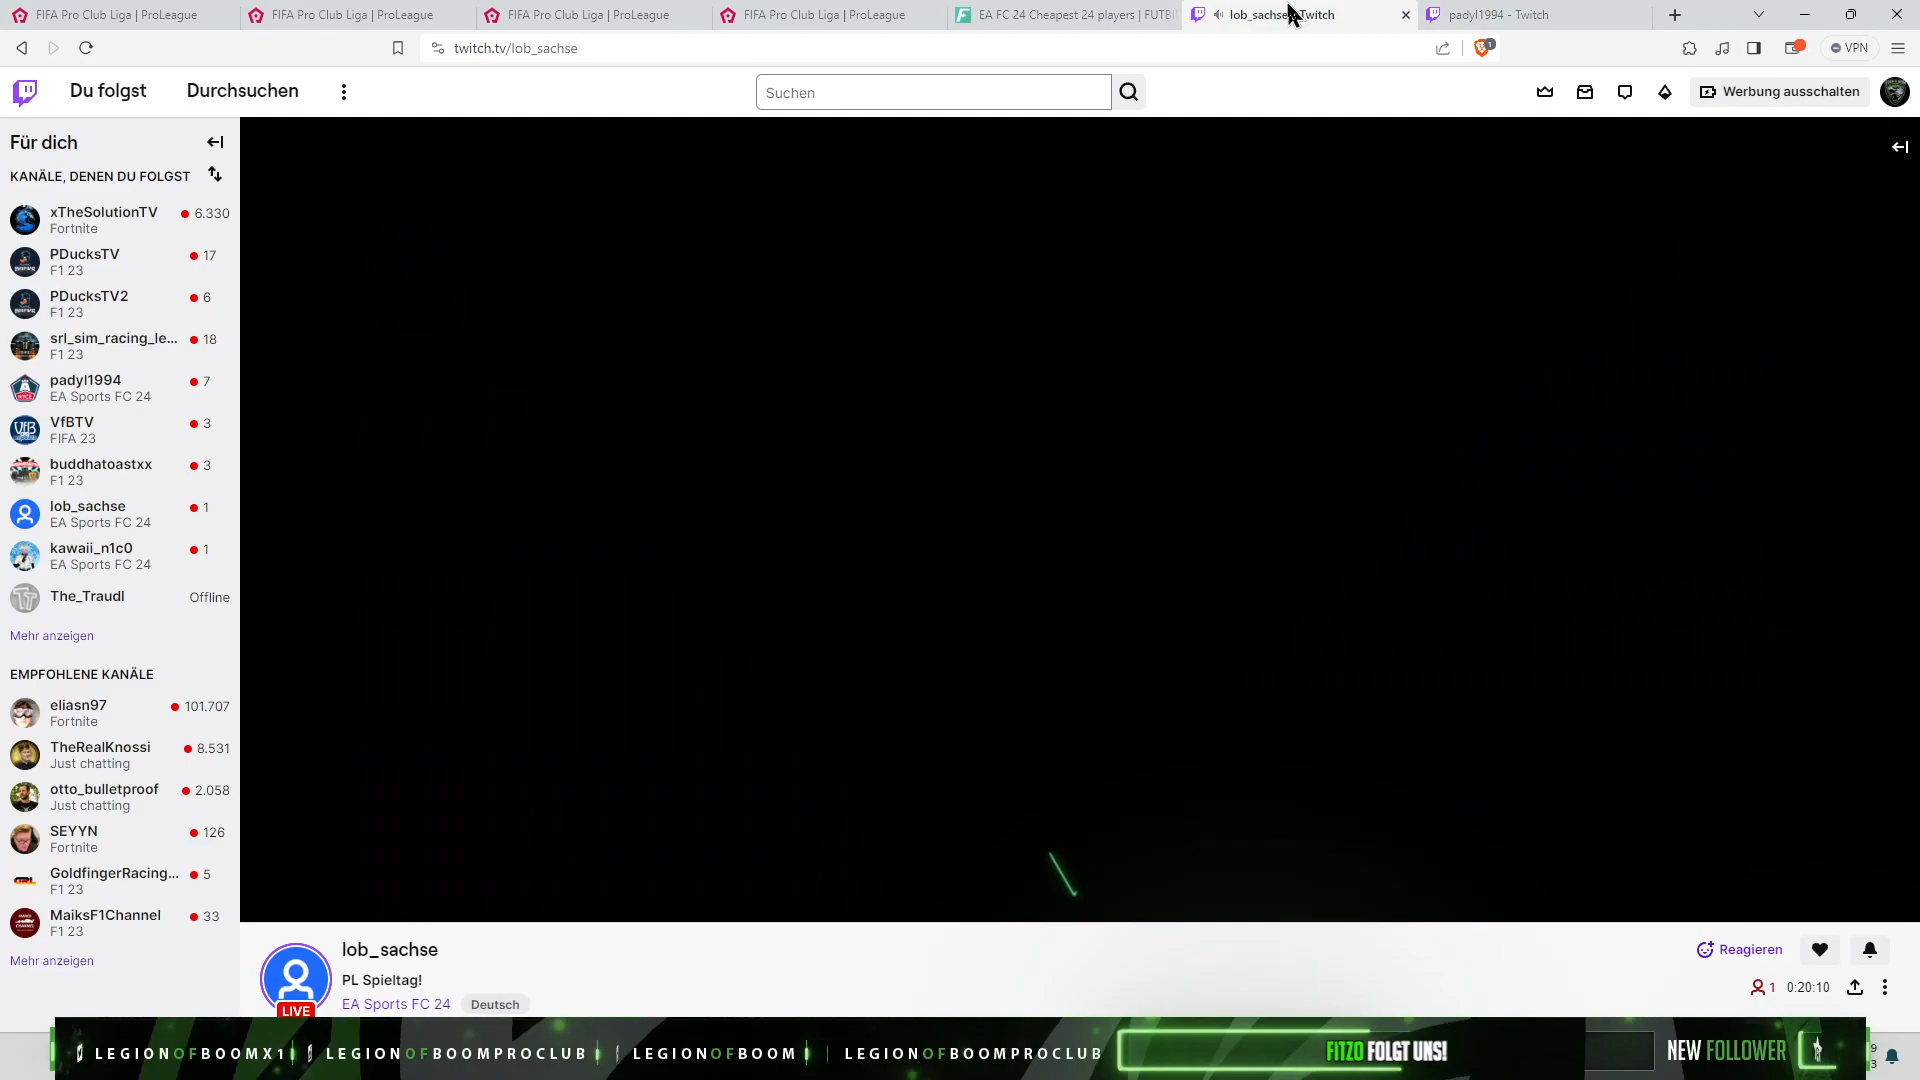 FIFA Pro Club Liga | ProLeague
FIFA Pro Club Liga | ProLeague
FIFA Pro Club Liga | ProLeague
FIFA Pro Club Liga | ProLeague
EA FC 24 Cheapest 24 players | FUTBI
lob_sachse - Twitch
padyl1994 - Twitch
twitch.tv/lob_sachse
1
VPN
Du folgst
Durchsuchen
Suchen
Werbung ausschalten
Für dich
KANÄLE, DENEN DU FOLGST
xTheSolutionTV
6.330
Fortnite
PDucksTV
17
F1 23
PDucksTV2
6
F1 23
srl_sim_racing_le...
18
F1 23
padyl1994
7
EA Sports FC 24
VfBTV
3
FIFA 23
buddhatoastxx
3
F1 23
lob_sachse
1
EA Sports FC 24
kawaii_n1c0
1
EA Sports FC 24
The_Traudl
Offline
Mehr anzeigen
EMPFOHLENE KANÄLE
eliasn97
101.707
Fortnite
TheRealKnossi
8.531
Just chatting
otto_bulletproof
2.058
Just chatting
SEYYN
126
Fortnite
GoldfingerRacing...
5
F1 23
MaiksF1Channel
33
F1 23
Mehr anzeigen
lob_sachse
PL Spieltag!
EA Sports FC 24
Deutsch
LIVE
Reagieren
1
0:20:10
LEGIONOFBOOMX1
LEGIONOFBOOMPROCLUB
LEGIONOFBOOM
LEGIONOFBOOMPROCLUB
FITZO FOLGT UNS!
NEW FOLLOWER